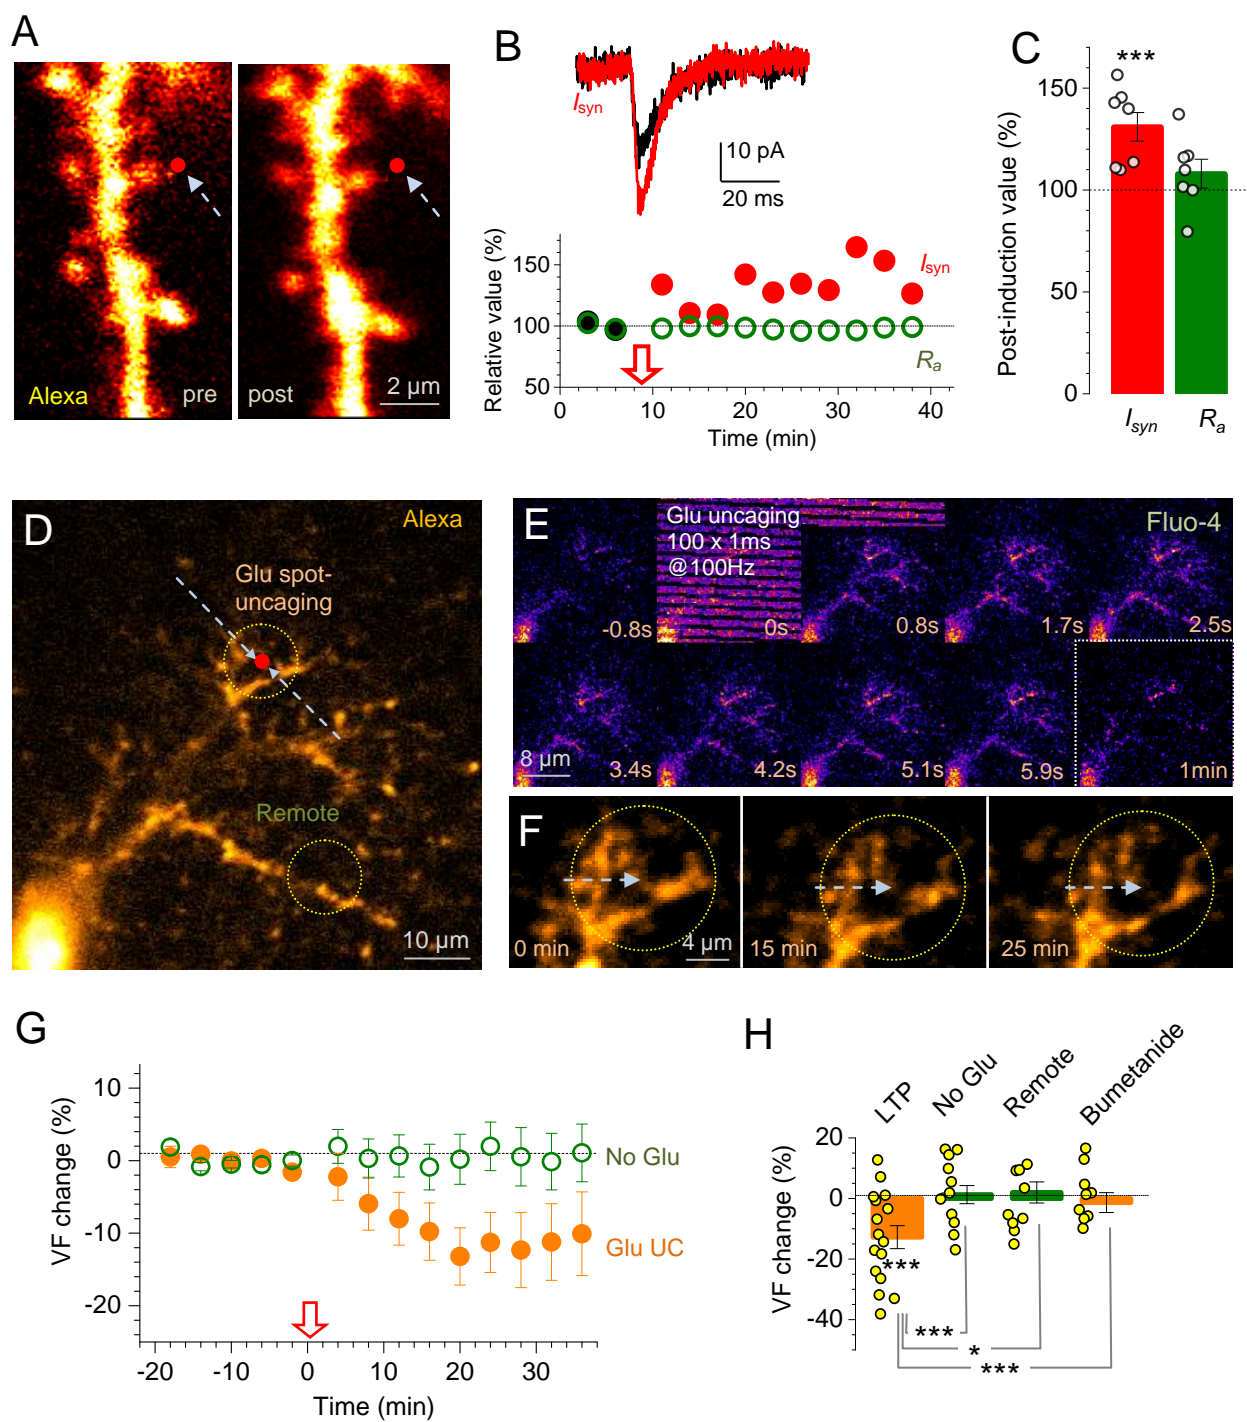 A
Alexa
pre
post
2 µm
B
Isyn
10 pA
20 ms
Relative value (%)
150
100
50
Isyn
Ra
0
10
20
30
40
Time (min)
C
Post-induction value (%)
***
150
100
50
0
Isyn
Ra
D
Alexa
Glu spot-
uncaging
Remote
10 µm
E
Glu uncaging
100 x 1ms
@100Hz
Fluo-4
-0.8s
0s
0.8s
1.7s
2.5s
8 µm
3.4s
4.2s
5.1s
5.9s
1min
F
0 min
4 µm
15 min
25 min
G
VF change (%)
10
0
-10
-20
No Glu
Glu UC
-20
-10
0
10
20
30
Time (min)
H
LTP
No Glu
Remote
Bumetanide
VF change (%)
20
0
-20
-40
***
***
*
***